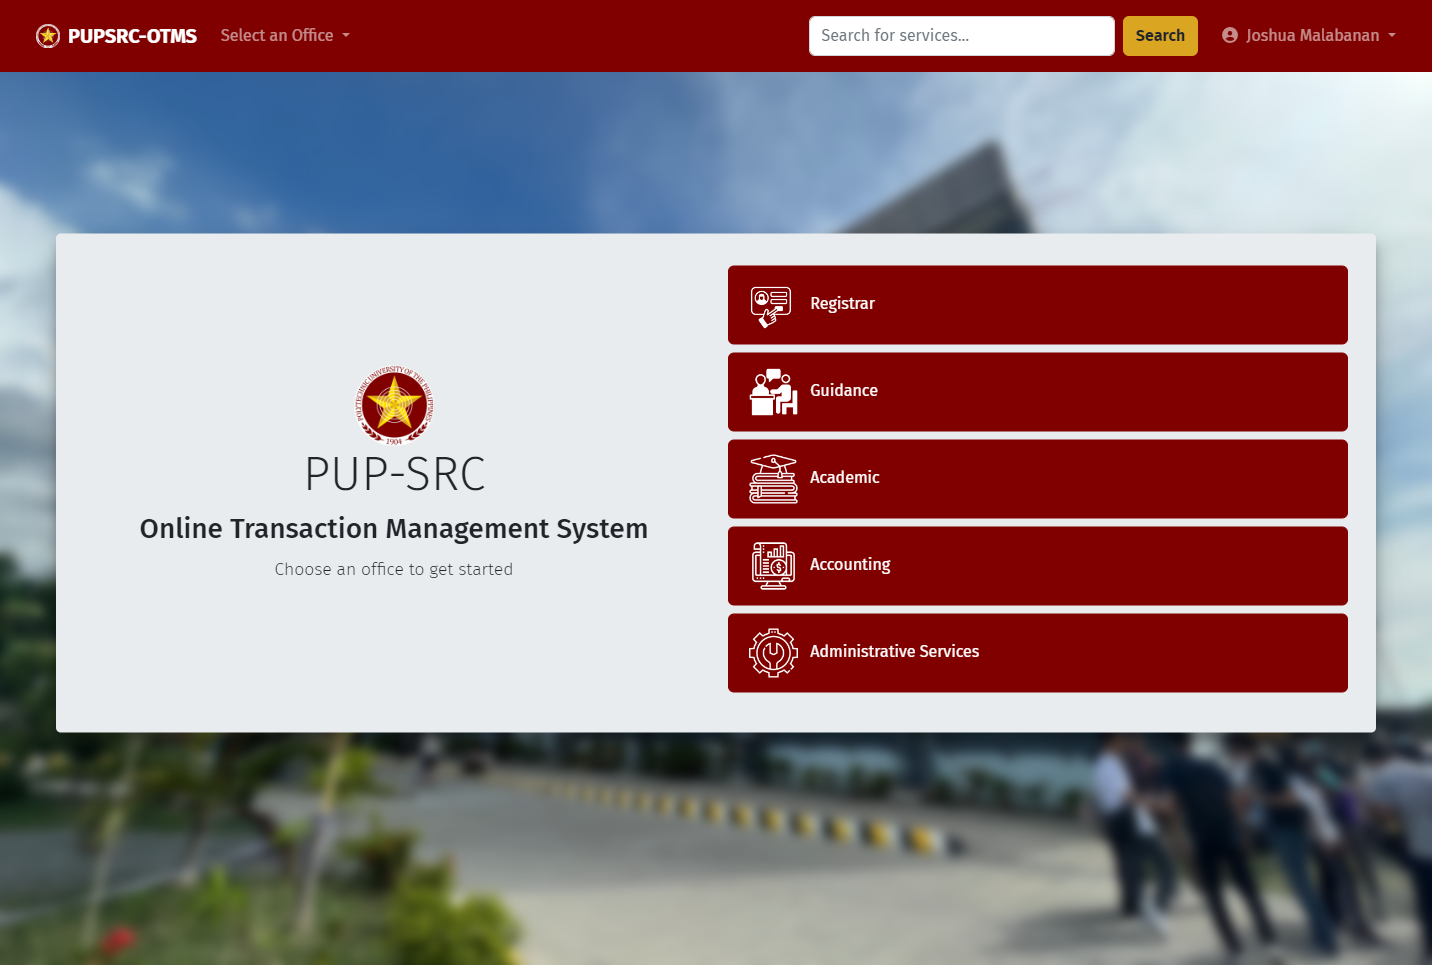 PUPSRC-OTMS Select an Office Search for services... Search Joshua Malabanan
POLYTECHNIC UNIVERSITY OF THE PHILIPPINES
1904
PUP-SRC
Online Transaction Management System
Choose an office to get started
Registrar
Guidance
Academic
Accounting
Administrative Services